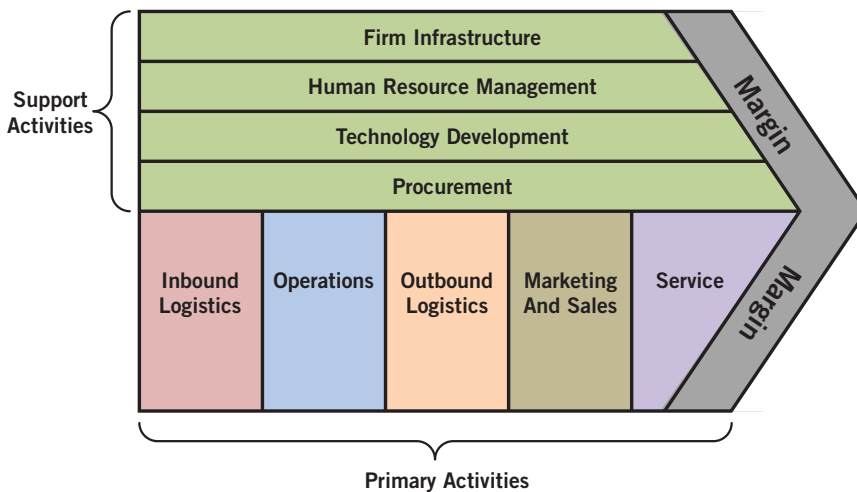 Firm Infrastructure
Human Resource Management
Support
Activities
Technology Development
Procurement
Margin
Inbound
Logistics
Operations
Outbound
Logistics
Marketing
And Sales
Service
Margin
Primary Activities